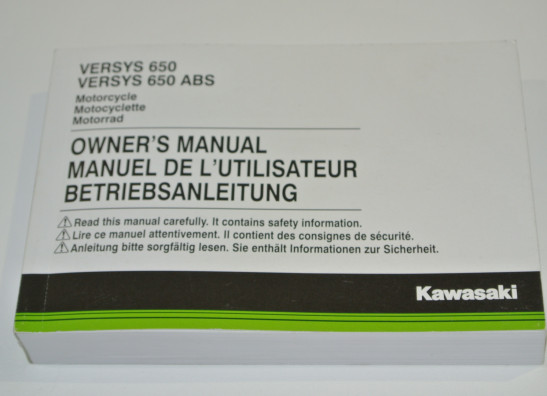 VERSYS 650
VERSYS 650 ABS
Motorcycle
Motocyclette
Motorrad
OWNER'S MANUAL
MANUEL DE L'UTILISATEUR
BETRIEBSANLEITUNG
Read this manual carefully. It contains safety information.
Lire ce manuel attentivement. Il contient des consignes de sécurité.
Anleitung bitte sorgfältig lesen. Sie enthält Informationen zur Sicherheit.
Kawasaki